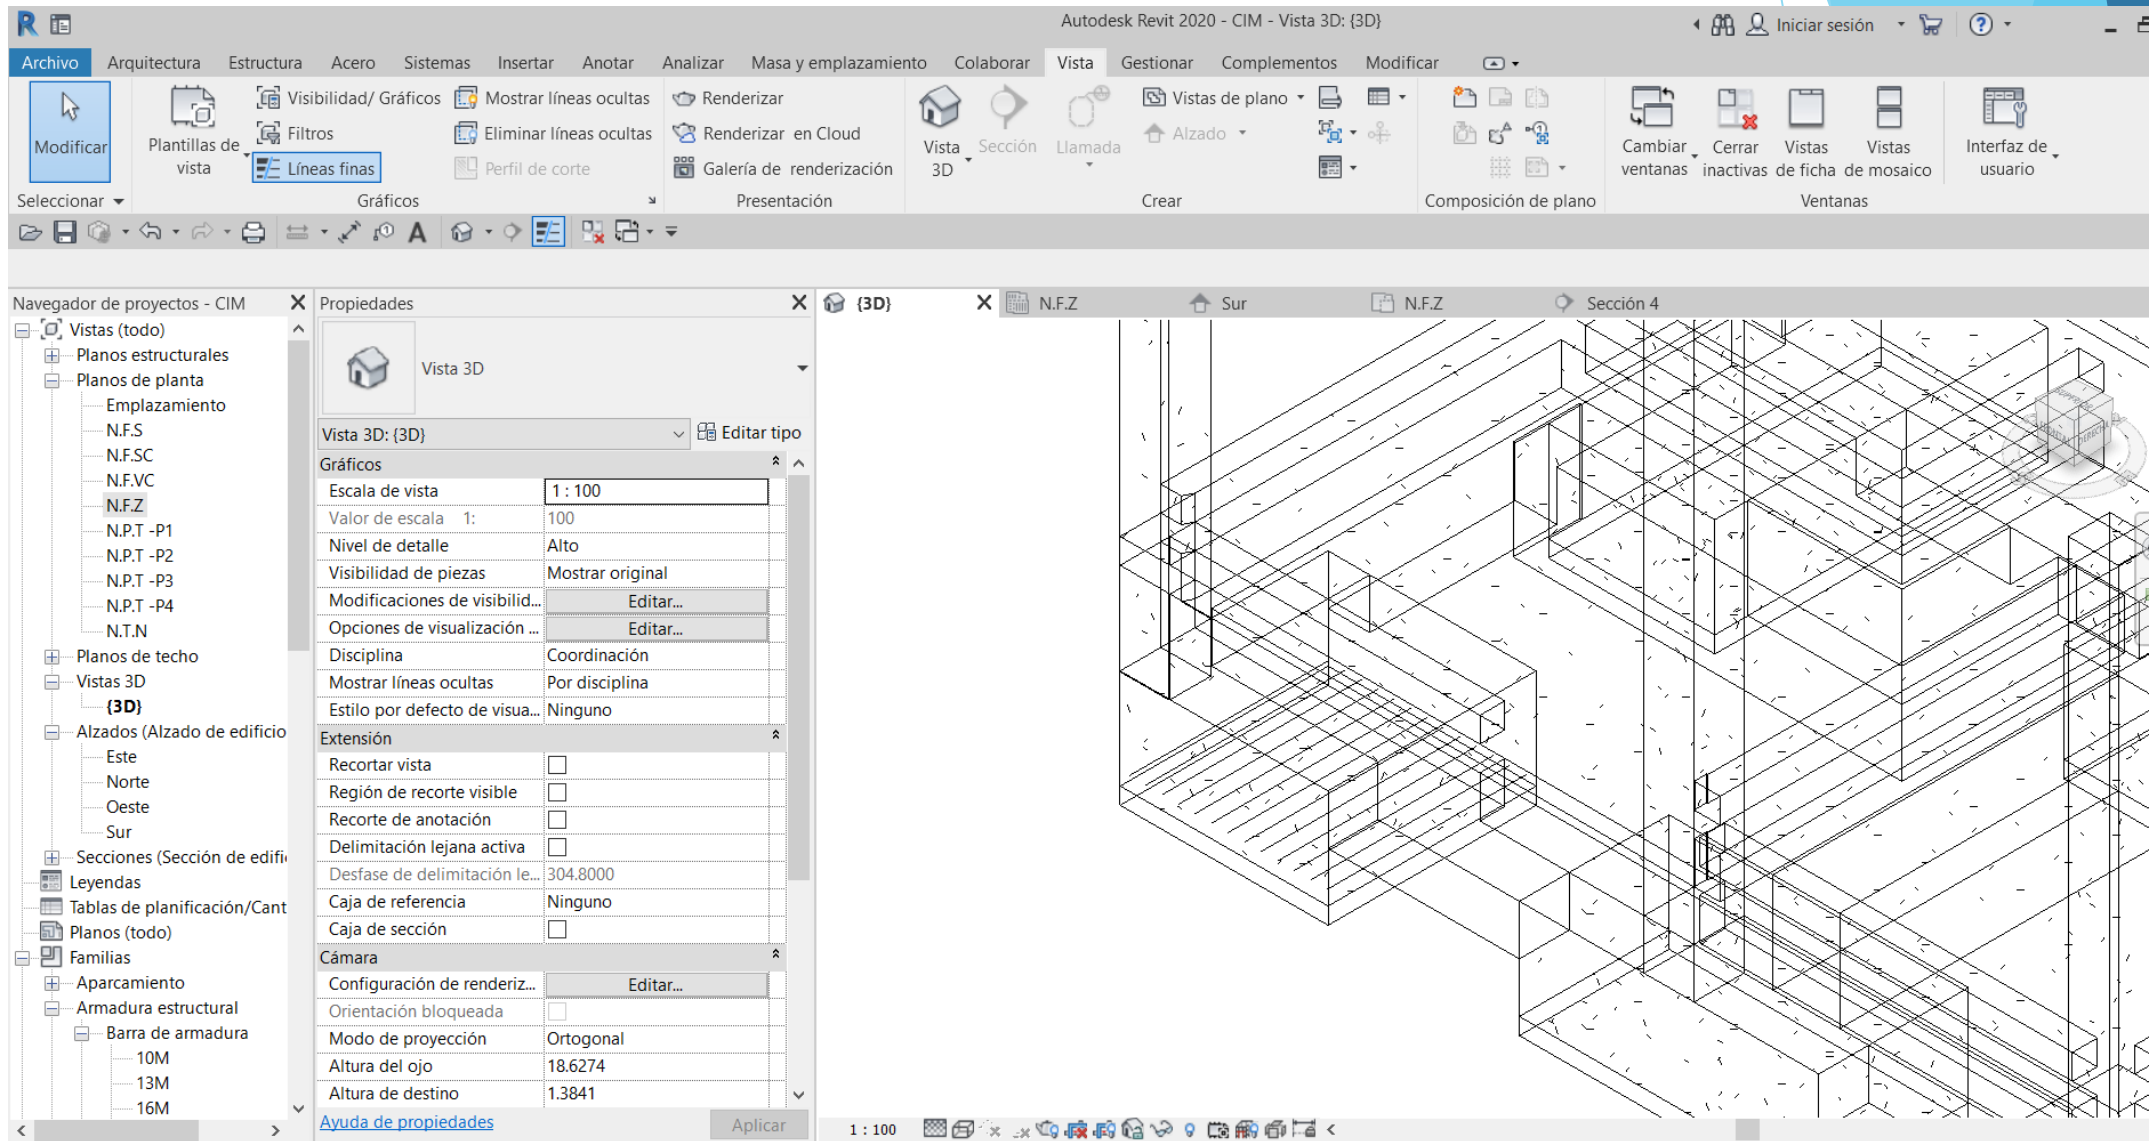 Autodesk Revit 2020 - CIM - Vista 3D: {3D}
Iniciar sesión
Archivo Arquitectura Estructura Acero Sistemas Insertar Anotar Analizar Masa y emplazamiento Colaborar Vista Gestionar Complementos Modificar
Modificar
Plantillas de vista
Visibilidad/ Gráficos
Filtros
Líneas finas
Mostrar líneas ocultas
Eliminar líneas ocultas
Perfil de corte
Renderizar
Renderizar en Cloud
Galería de renderización
Vista 3D
Sección
Llamada
Vistas de plano
Alzado
Cambiar ventanas
Cerrar inactivas
Vistas de ficha
Vistas de mosaico
Interfaz de usuario
Seleccionar Gráficos Presentación Crear Composición de plano Ventanas
A
Navegador de proyectos - CIM
Vistas (todo)
Planos estructurales
Planos de planta
Emplazamiento
N.F.S
N.F.SC
N.F.VC
N.F.Z
N.P.T -P1
N.P.T -P2
N.P.T -P3
N.P.T -P4
N.T.N
Planos de techo
Vistas 3D
{3D}
Alzados (Alzado de edificio
Este
Norte
Oeste
Sur
Secciones (Sección de edifi
Leyendas
Tablas de planificación/Cant
Planos (todo)
Familias
Aparcamiento
Armadura estructural
Barra de armadura
10M
13M
16M
Propiedades
Vista 3D
Vista 3D: {3D} Editar tipo
Gráficos
Escala de vista 1 : 100
Valor de escala 1: 100
Nivel de detalle Alto
Visibilidad de piezas Mostrar original
Modificaciones de visibilid... Editar...
Opciones de visualización ... Editar...
Disciplina Coordinación
Mostrar líneas ocultas Por disciplina
Estilo por defecto de visua... Ninguno
Extensión
Recortar vista
Región de recorte visible
Recorte de anotación
Delimitación lejana activa
Desfase de delimitación le... 304.8000
Caja de referencia Ninguno
Caja de sección
Cámara
Configuración de renderiz... Editar...
Orientación bloqueada
Modo de proyección Ortogonal
Altura del ojo 18.6274
Altura de destino 1.3841
Ayuda de propiedades Aplicar
{3D} N.F.Z Sur N.F.Z Sección 4
1 : 100